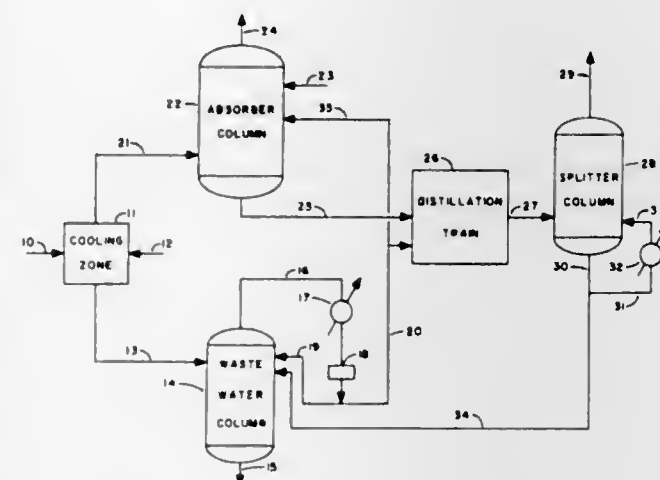 24
29
23
22
ABSORBER
COLUMN
35
21
26
28
11
SPLITTER
COLUMN
DISTILLATION
TRAIN
27
3
25
10
COOLING
ZONE
12
32
16
30
17
31
20
13
19
18
14
WASTE
WATER
COLUMN
34
15